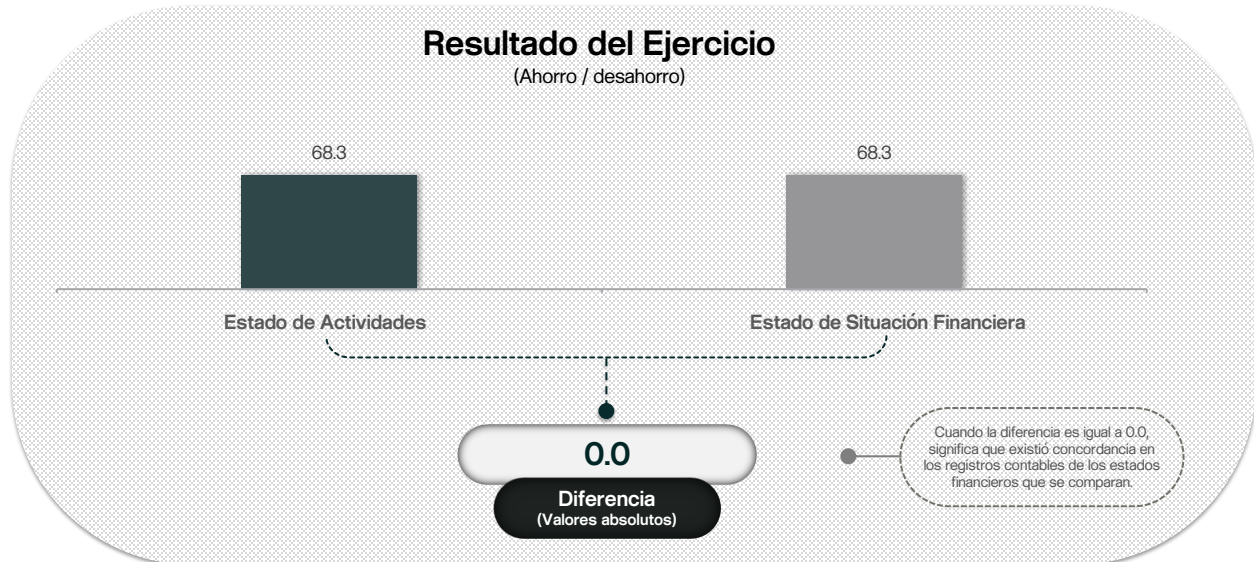 Resultado del Ejercicio
(Ahorro / desahorro)
68.3
68.3
Estado de Actividades
Estado de Situación Financiera
0.0
Diferencia
(Valores absolutos)
Cuando la diferencia es igual a 0.0,
significa que existió concordancia en
los registros contables de los estados
financieros que se comparan.